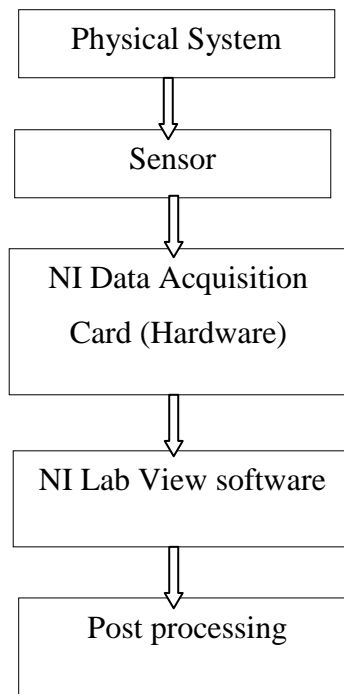 Physical System
Sensor
NI Data Acquisition
Card (Hardware)
NI Lab View software
Post processing